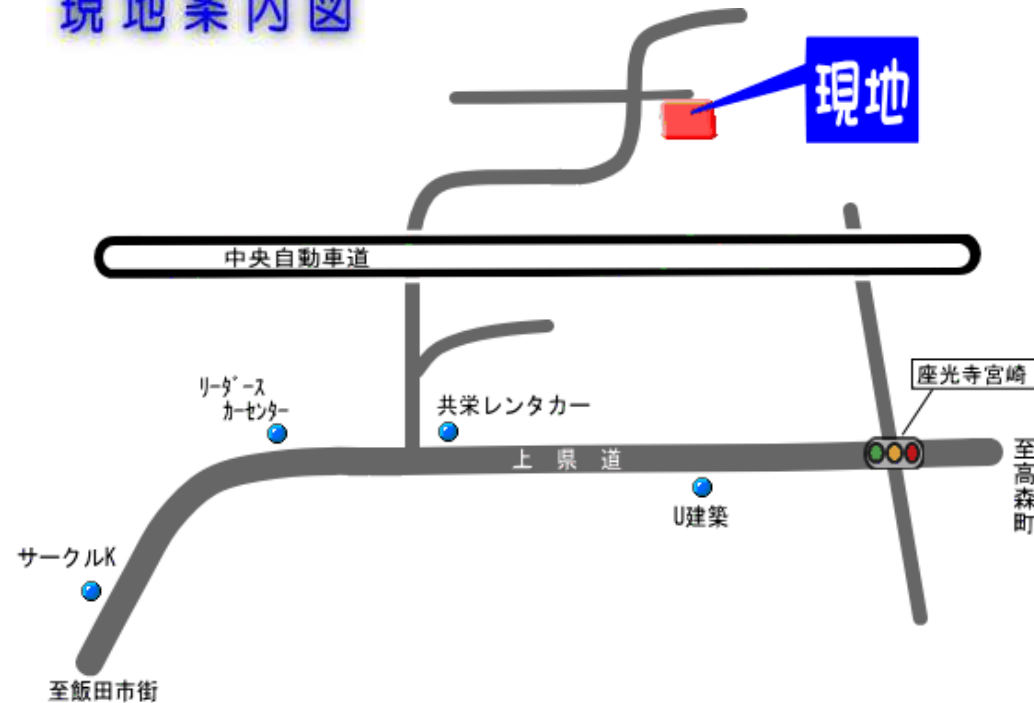 現地案内図
現地
中央自動車道
座光寺宮崎
ﾘｰﾀﾞｰｽ
ｶｰｾﾝﾀｰ
共栄レンタカー
上県道
至高森町
U建築
サークルK
至飯田市街